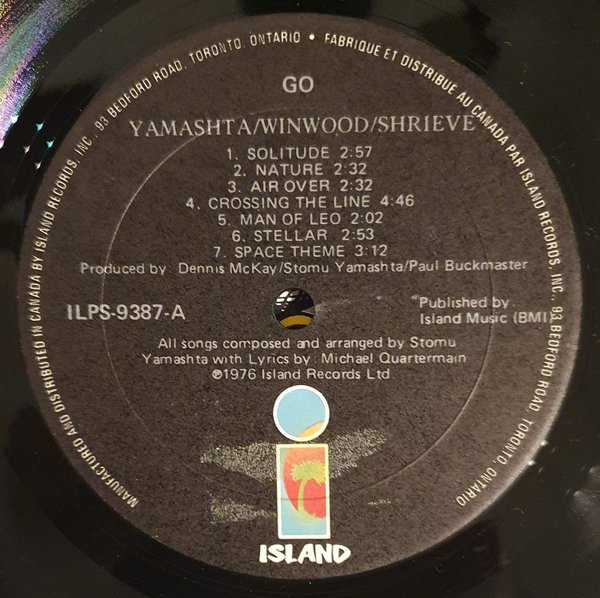 MANUFACTURED AND DISTRIBUTED IN CANADA BY ISLAND RECORDS, INC., 93 BEDFORD ROAD, TORONTO, ONTARIO • FABRIQUE ET DISTRIBUE AU CANADA PAR ISLAND RECORDS, INC., 93 BEDFORD ROAD, TORONTO, ONTARIO
GO
YAMASHTA/WINWOOD/SHRIEVE
1. SOLITUDE 2:57
2. NATURE 2:32
3. AIR OVER 2:32
4. CROSSING THE LINE 4:46
5. MAN OF LEO 2:02
6. STELLAR 2:53
7. SPACE THEME 3:12
Produced by: Dennis McKay/Stomu Yamashta/Paul Buckmaster
ILPS-9387-A
"Published by:
Island Music (BMI)
All songs composed and arranged by Stomu
Yamashta with Lyrics by: Michael Quartermain
℗1976 Island Records Ltd
ISLAND